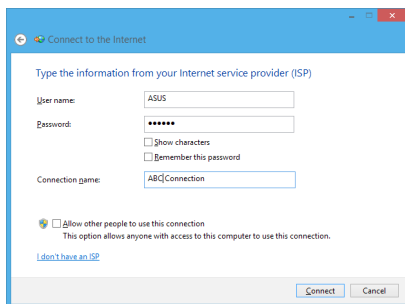 Connect to the Internet
Type the information from your Internet service provider (ISP)
User name: ASUS
Password: ••••••
Show characters
Remember this password
Connection name: ABC Connection
Allow other people to use this connection
This option allows anyone with access to this computer to use this connection.
I don't have an ISP
Connect Cancel